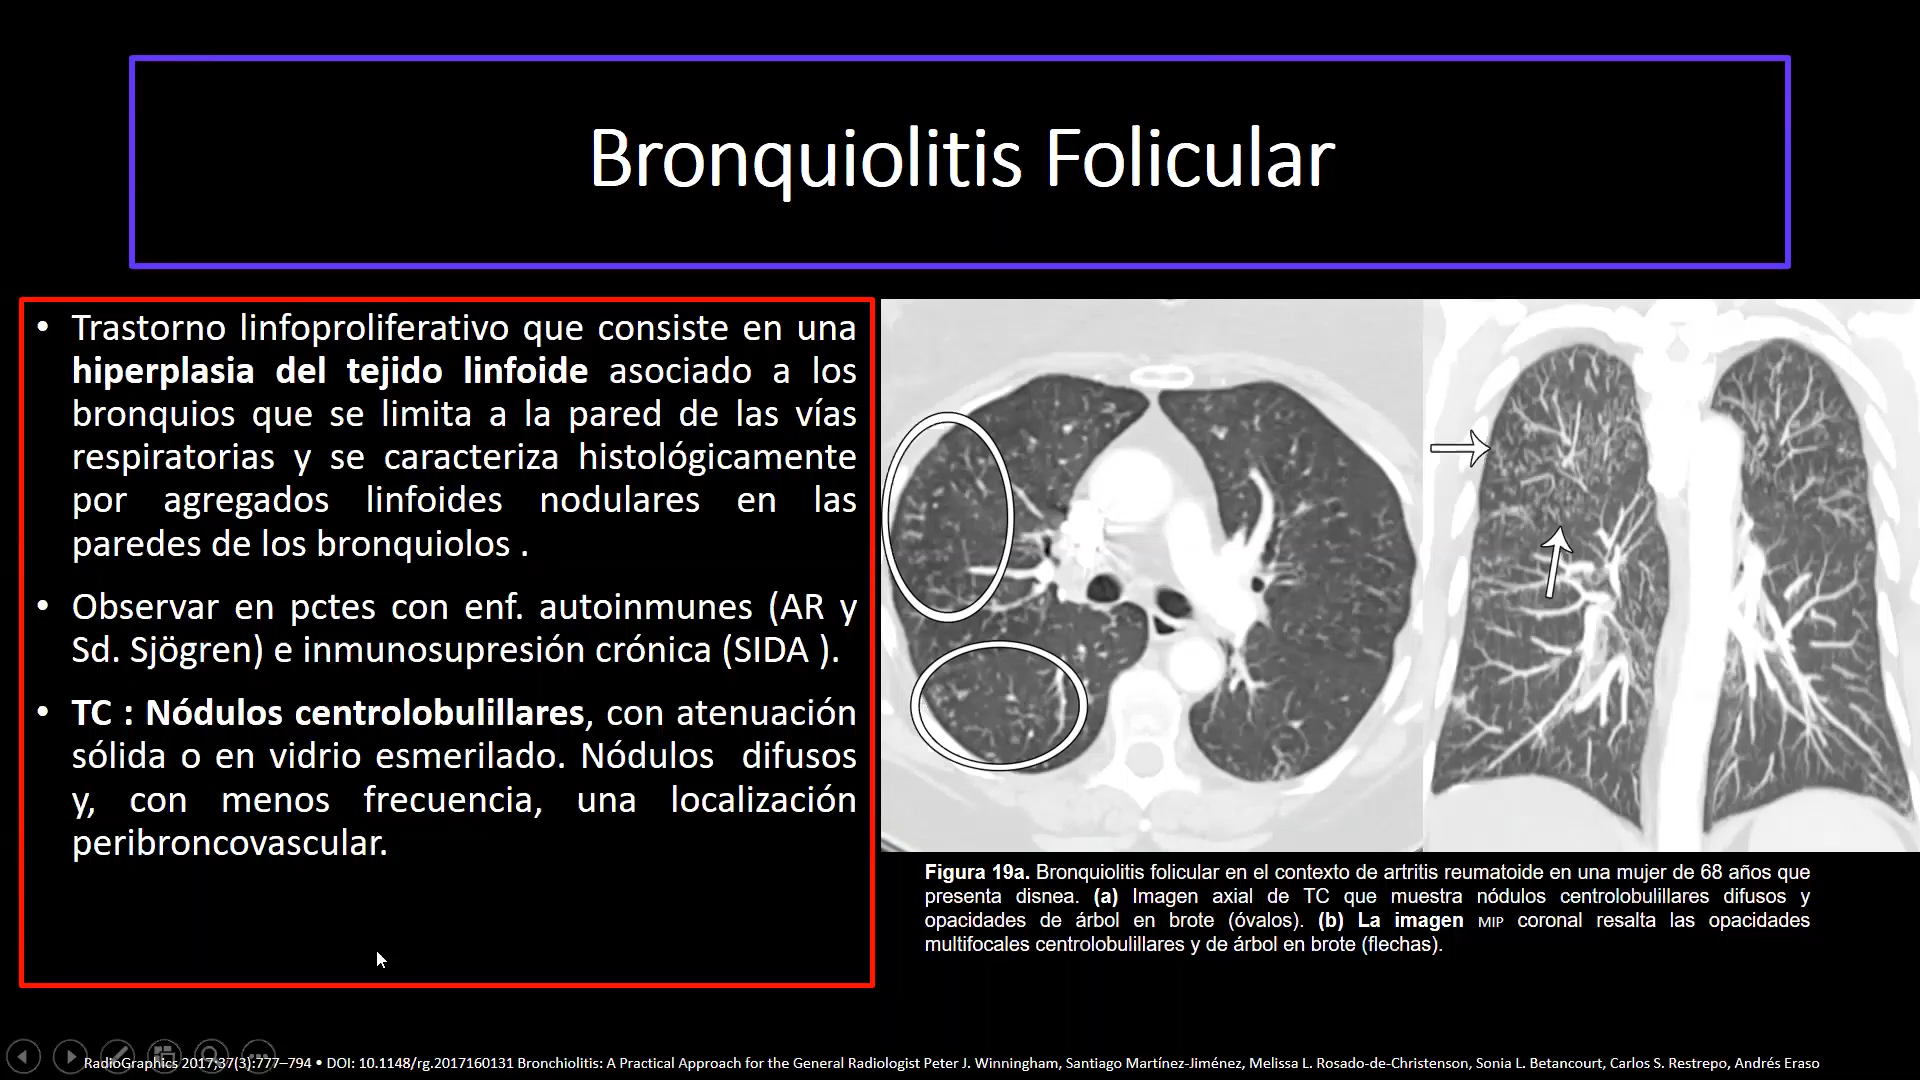 Bronquiolitis Folicular
• Trastorno linfoproliferativo que consiste en una
hiperplasia del tejido linfoide asociado a los
bronquios que se limita a la pared de las vías
respiratorias y se caracteriza histológicamente
por agregados linfoides nodulares en las
paredes de los bronquiolos .
• Observar en pctes con enf. autoinmunes (AR y
Sd. Sjögren) e inmunosupresión crónica (SIDA ).
• TC : Nódulos centrolobulillares, con atenuación
sólida o en vidrio esmerilado. Nódulos difusos
y, con menos frecuencia, una localización
peribroncovascular.
Figura 19a. Bronquiolitis folicular en el contexto de artritis reumatoide en una mujer de 68 años que
presenta disnea. (a) Imagen axial de TC que muestra nódulos centrolobulillares difusos y
opacidades de árbol en brote (óvalos). (b) La imagen MIP coronal resalta las opacidades
multifocales centrolobulillares y de árbol en brote (flechas).
RadioGraphics 2017;37(3):777–794 • DOI: 10.1148/rg.2017160131 Bronchiolitis: A Practical Approach for the General Radiologist Peter J. Winningham, Santiago Martínez-Jiménez, Melissa L. Rosado-de-Christenson, Sonia L. Betancourt, Carlos S. Restrepo, Andrés Eraso